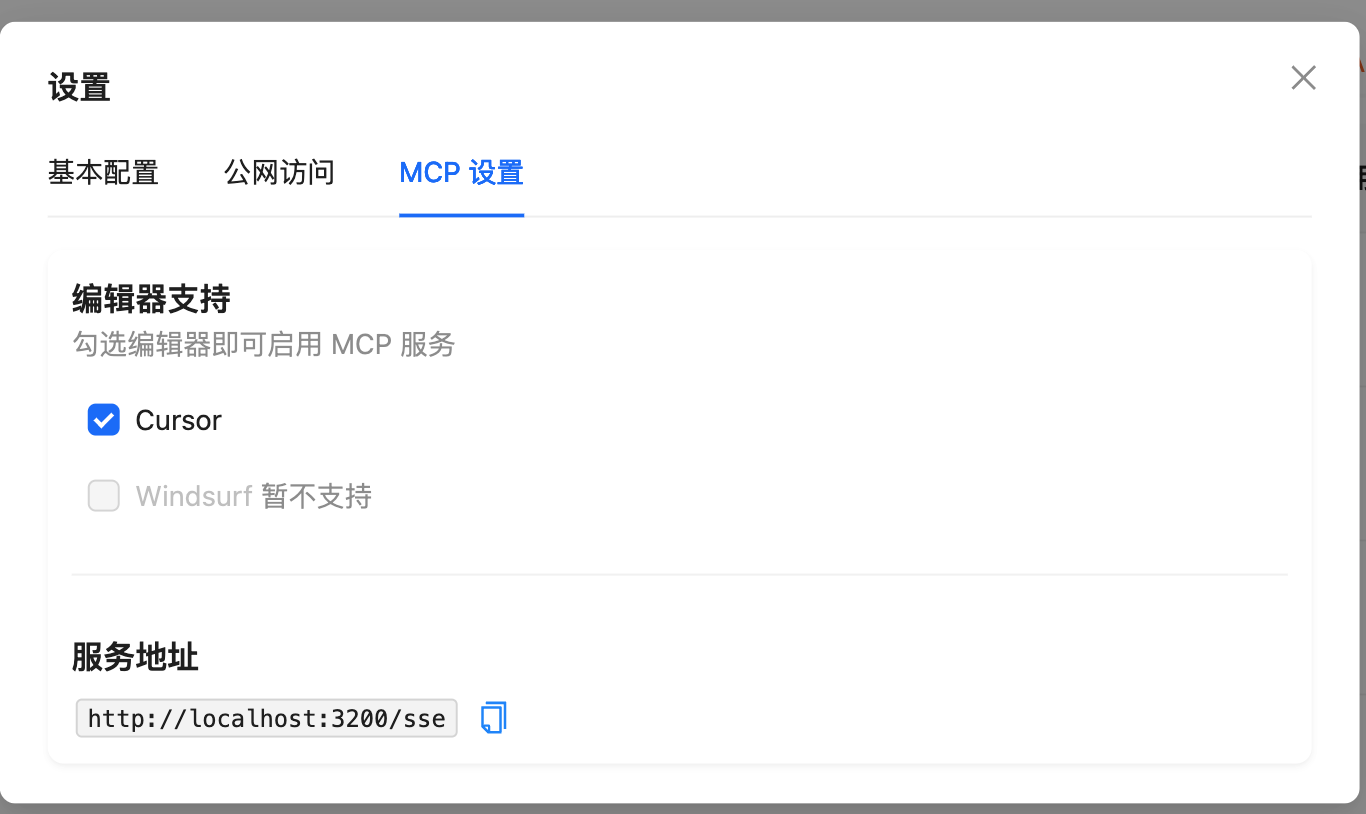 设置
基本配置 公网访问 MCP 设置
编辑器支持
勾选编辑器即可启用 MCP 服务
Cursor
Windsurf 暂不支持
服务地址
http://localhost:3200/sse